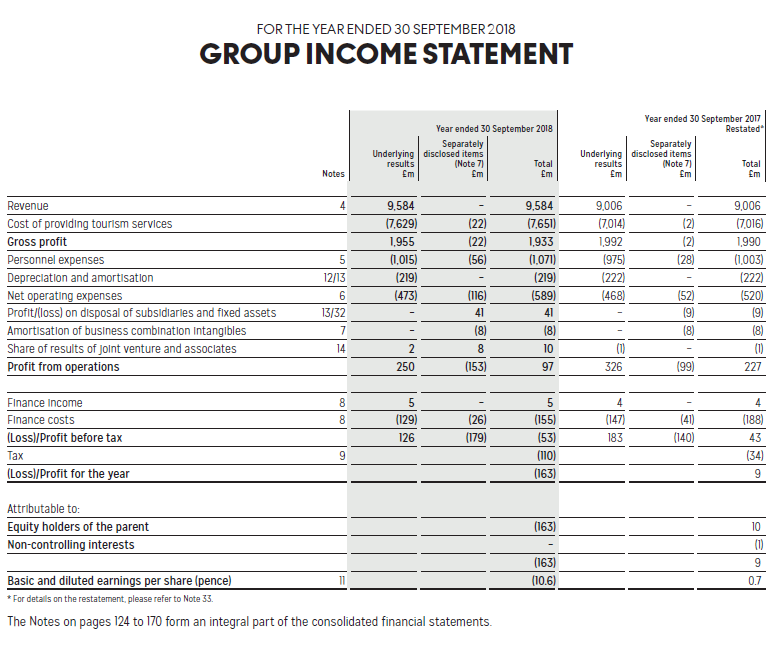 FOR THE YEAR ENDED 30 SEPTEMBER 2018
GROUP INCOME STATEMENT
Year ended 30 September 2017
Year ended 30 September 2018 Restated*
Separately Separately
Underlying disclosed items Underlying disclosed items
results (Note 7) Total results (Note 7) Total
Notes £m £m £m £m £m £m
Revenue 4 9,584 – 9,584 9,006 – 9,006
Cost of providing tourism services (7,629) (22) (7,651) (7,014) (2) (7,016)
Gross profit 1,955 (22) 1,933 1,992 (2) 1,990
Personnel expenses 5 (1,015) (56) (1,071) (975) (28) (1,003)
Depreciation and amortisation 12/13 (219) – (219) (222) – (222)
Net operating expenses 6 (473) (116) (589) (468) (52) (520)
Profit/(loss) on disposal of subsidiaries and fixed assets 13/32 – 41 41 – (9) (9)
Amortisation of business combination intangibles 7 – (8) (8) – (8) (8)
Share of results of joint venture and associates 14 2 8 10 (1) – (1)
Profit from operations 250 (153) 97 326 (99) 227
Finance income 8 5 – 5 4 – 4
Finance costs 8 (129) (26) (155) (147) (41) (188)
(Loss)/Profit before tax 126 (179) (53) 183 (140) 43
Tax 9 (110) (34)
(Loss)/Profit for the year (163) 9
Attributable to:
Equity holders of the parent (163) 10
Non-controlling interests – (1)
(163) 9
Basic and diluted earnings per share (pence) 11 (10.6) 0.7
* For details on the restatement, please refer to Note 33.
The Notes on pages 124 to 170 form an integral part of the consolidated financial statements.